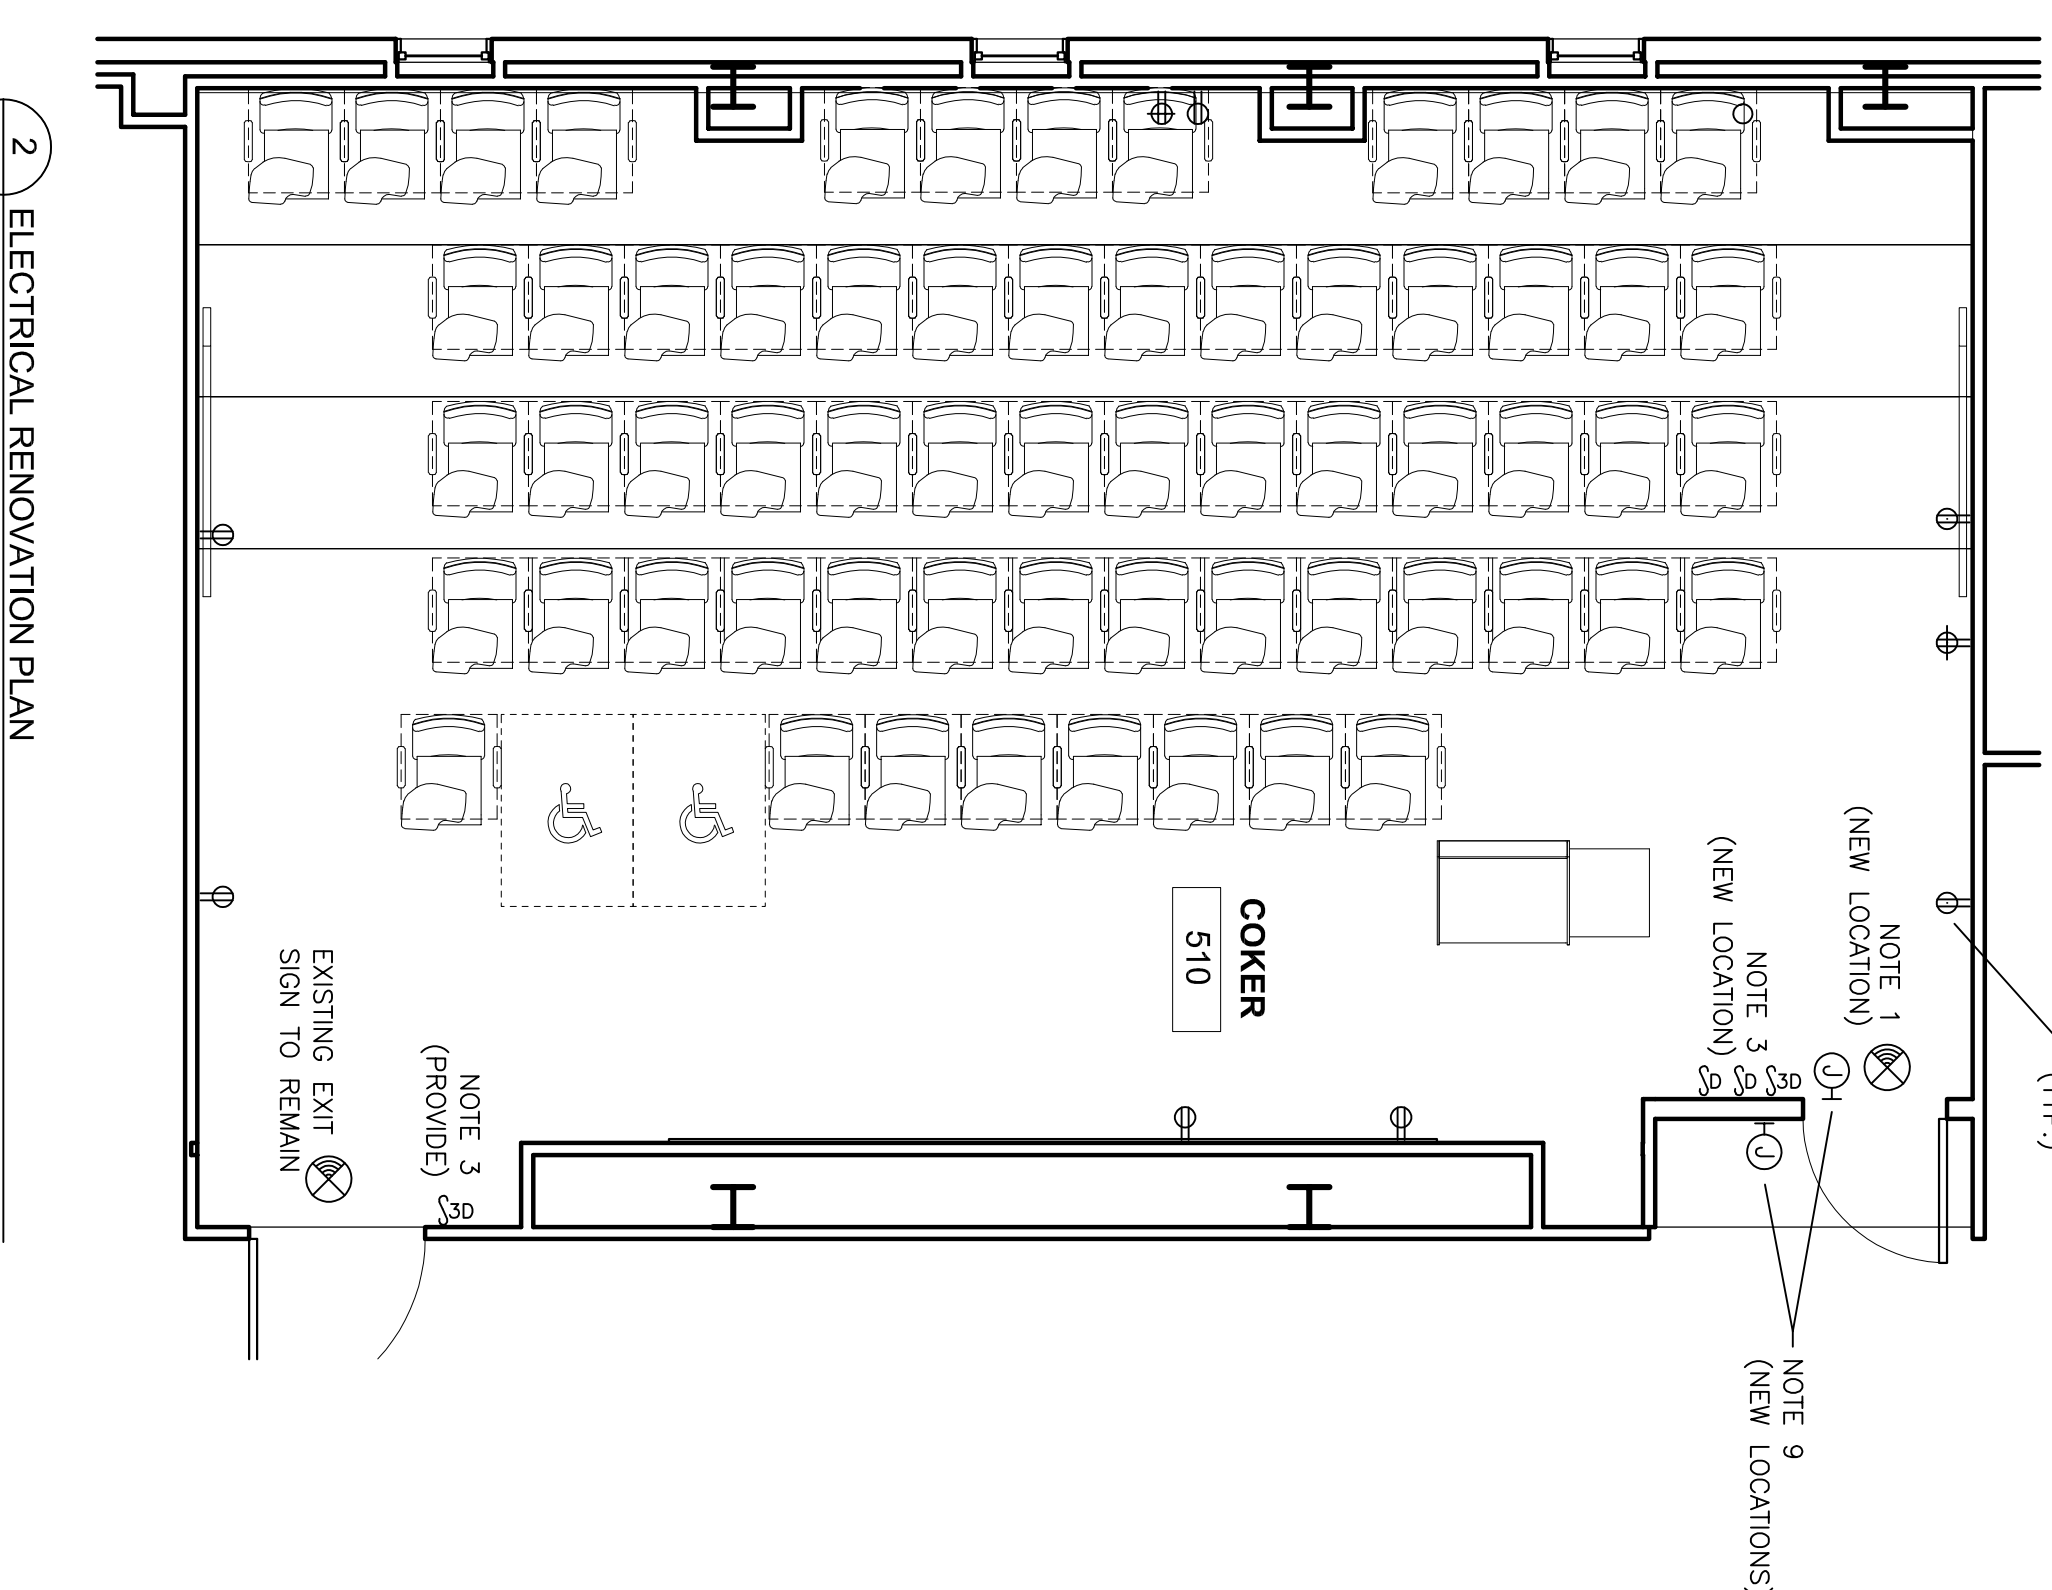 2
ELECTRICAL RENOVATION PLAN
NOTE 1
(NEW LOCATION)
NOTE 3
(NEW LOCATION)
S3D
SD
SD
J
J
NOTE 9
(NEW LOCATIONS)
COKER
510
NOTE 3
(PROVIDE)
S3D
EXISTING EXIT
SIGN TO REMAIN